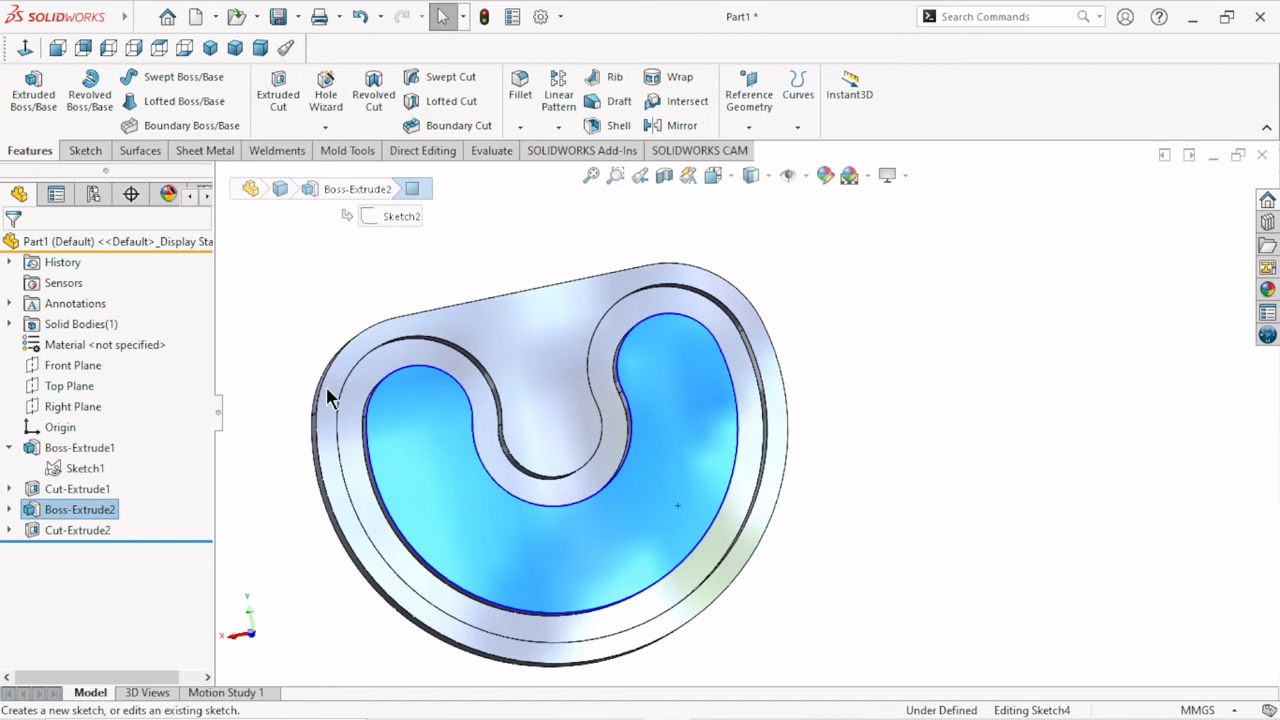 SOLIDWORKS
Part1 *
Search Commands
Extruded Boss/Base
Revolved Boss/Base
Swept Boss/Base
Lofted Boss/Base
Boundary Boss/Base
Extruded Cut
Hole Wizard
Revolved Cut
Swept Cut
Lofted Cut
Boundary Cut
Fillet
Linear Pattern
Rib
Draft
Shell
Wrap
Intersect
Mirror
Reference Geometry
Curves
Instant3D
Features
Sketch
Surfaces
Sheet Metal
Weldments
Mold Tools
Direct Editing
Evaluate
SOLIDWORKS Add-Ins
SOLIDWORKS CAM
Boss-Extrude2
Sketch2
Part1 (Default) <<Default>_Display Sta
History
Sensors
Annotations
Solid Bodies(1)
Material <not specified>
Front Plane
Top Plane
Right Plane
Origin
Boss-Extrude1
Sketch1
Cut-Extrude1
Boss-Extrude2
Cut-Extrude2
Y
X
Model
3D Views
Motion Study 1
Creates a new sketch, or edits an existing sketch.
Under Defined
Editing Sketch4
MMGS